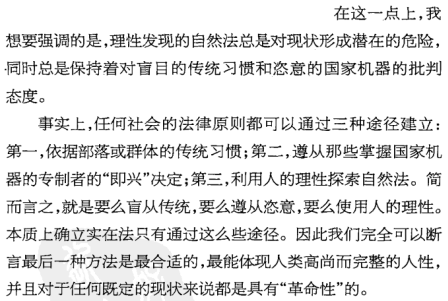 在这一点上,我
想要强调的是,理性发现的自然法总是对现状形成潜在的危险,
同时总是保持着对盲目的传统习惯和恣意的国家机器的批判
态度。
事实上,任何社会的法律原则都可以通过三种途径建立:
第一,依据部落或群体的传统习惯;第二,遵从那些掌握国家机
器的专制者的“即兴”决定;第三,利用人的理性探索自然法。简
而言之,就是要么盲从传统,要么遵从恣意,要么使用人的理性。
本质上确立实在法只有通过这么些途径。因此我们完全可以断
言最后一种方法是最合适的,最能体现人类高尚而完整的人性,
并且对于任何既定的现状来说都是具有“革命性”的。